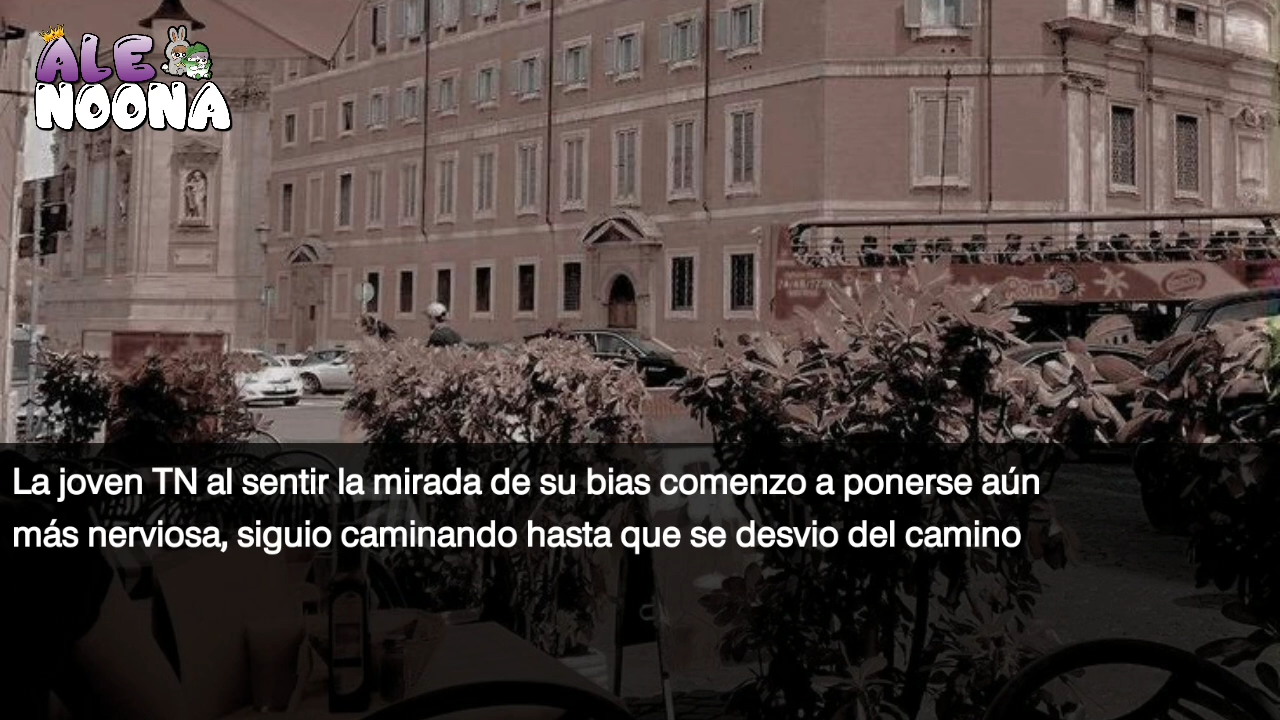 ALE
NOONA
Roma
La joven TN al sentir la mirada de su bias comenzo a ponerse aún
más nerviosa, siguio caminando hasta que se desvio del camino